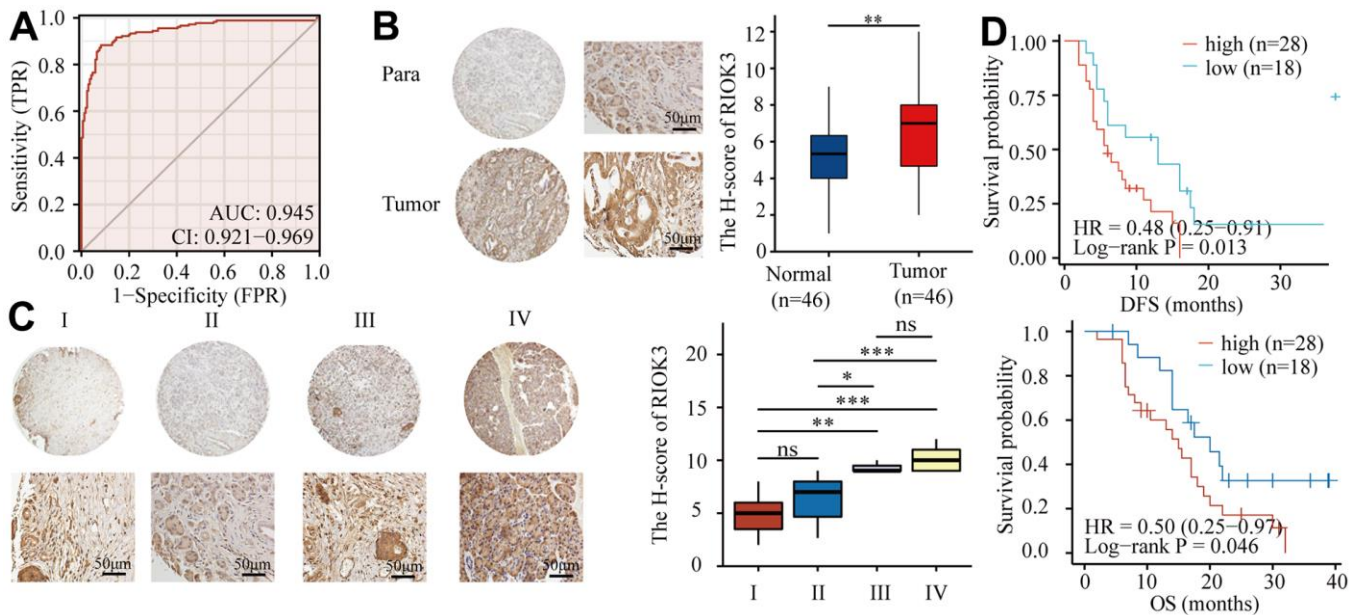 A
Sensitivity (TPR)
1.0
0.8
0.6
0.4
0.2
0.0
AUC: 0.945
CI: 0.921−0.969
0.0 0.2 0.4 0.6 0.8 1.0
1−Specificity (FPR)
B
Para
Tumor
50μm
50μm
The H-score of RIOK3
12
10
8
6
4
2
0
**
Normal
(n=46)
Tumor
(n=46)
C
I II III IV
50μm 50μm 50μm 50μm
The H-score of RIOK3
20
15
10
5
0
ns
***
*
***
**
ns
I II III IV
D
Survival probability
1.00
0.75
0.50
0.25
0.00
high (n=28)
low (n=18)
HR = 0.48 (0.25−0.91)
Log−rank P = 0.013
0 10 20 30
DFS (months)
Survival probability
1.0
0.8
0.6
0.4
0.2
0.0
high (n=28)
low (n=18)
HR = 0.50 (0.25−0.97)
Log−rank P = 0.046
0 10 20 30 40
OS (months)